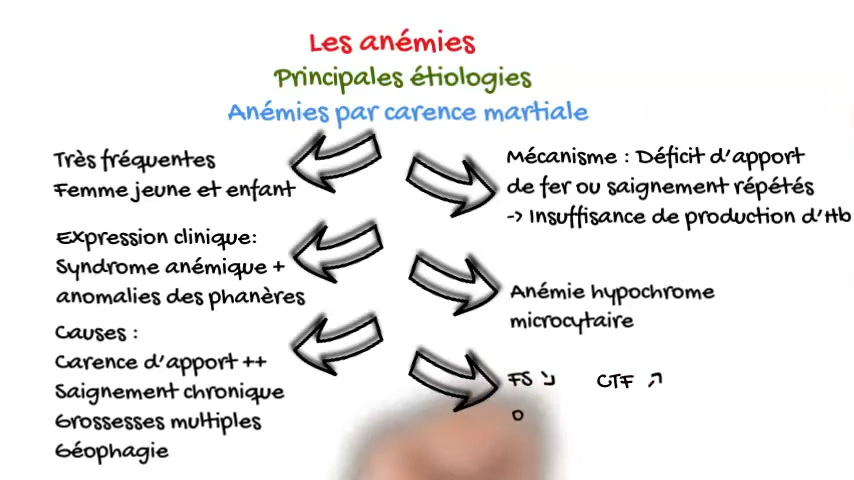 Les anémies
Principales étiologies
Anémies par carence martiale
Très fréquentes
Femme jeune et enfant
Expression clinique:
Syndrome anémique +
anomalies des phanères
Causes :
Carence d'apport ++
Saignement chronique
Grossesses multiples
Géophagie
Mécanisme : Déficit d'apport
de fer ou saignement répétés
-> Insuffisance de production d'Hb
Anémie hypochrome
microcytaire
FS ↘ CTF ↗